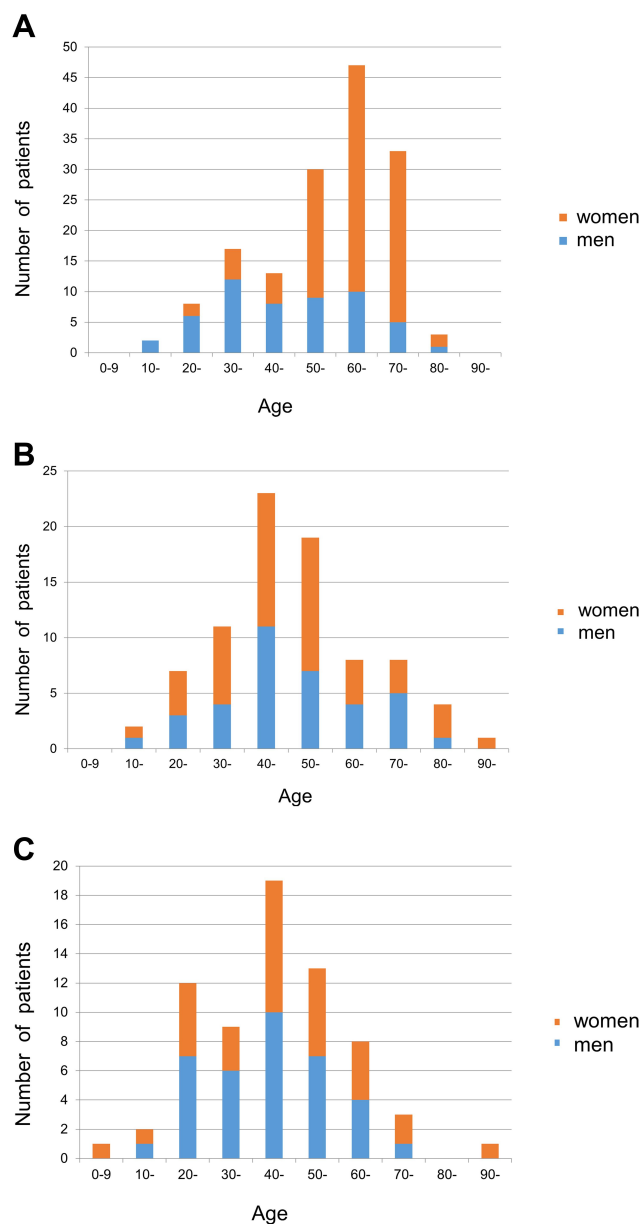 A
50
45
40
35
30
25
20
15
10
5
0
Number of patients
0-9 10- 20- 30- 40- 50- 60- 70- 80- 90-
Age
women
men
B
25
20
15
10
5
0
Number of patients
0-9 10- 20- 30- 40- 50- 60- 70- 80- 90-
Age
women
men
C
20
18
16
14
12
10
8
6
4
2
0
Number of patients
0-9 10- 20- 30- 40- 50- 60- 70- 80- 90-
Age
women
men